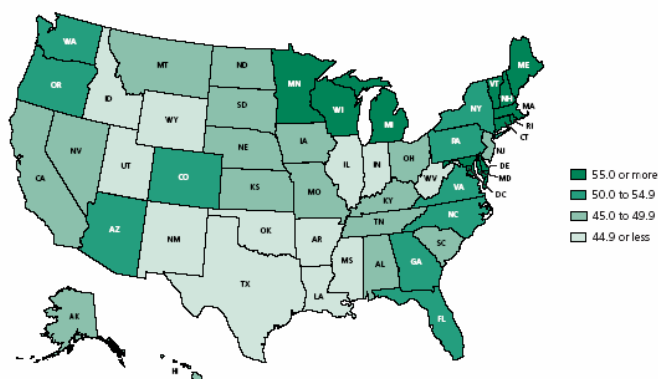 WA
OR
CA
NV
ID
MT
WY
UT
AZ
CO
NM
ND
SD
NE
KS
OK
TX
MN
IA
MO
AR
LA
WI
IL
MS
MI
IN
KY
TN
AL
OH
WV
GA
FL
SC
NC
VA
PA
NY
VT
NH
ME
MA
RI
CT
NJ
DE
MD
DC
AK
HI
55.0 or more
50.0 to 54.9
45.0 to 49.9
44.9 or less